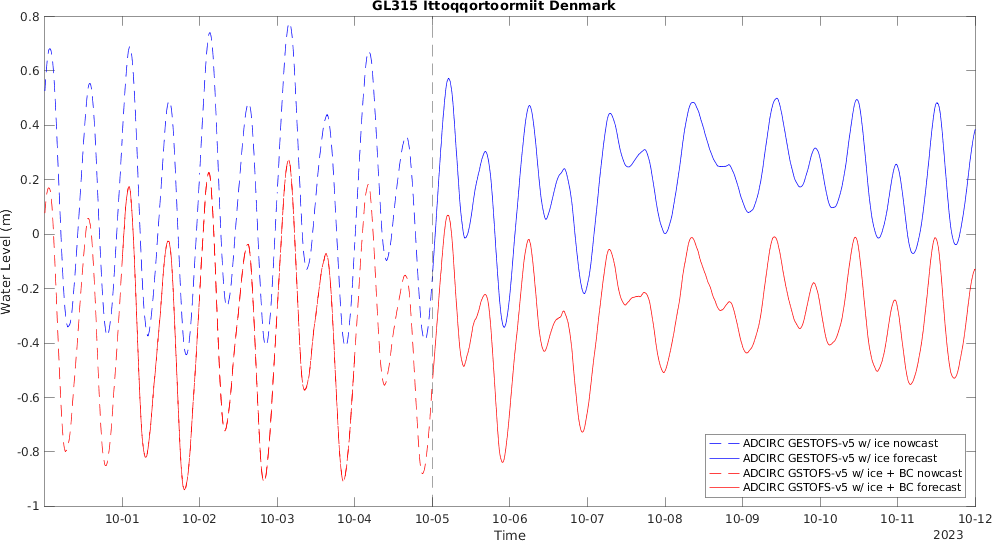 GL315 Ittoqqortoormiit Denmark
0.8
0.6
0.4
0.2
0
-0.2
-0.4
-0.6
-0.8
-1
Water Level (m)
10-01 10-02 10-03 10-04 10-05 10-06 10-07 10-08 10-09 10-10 10-11 10-12
Time
2023
ADCIRC GESTOFS-v5 w/ ice nowcast
ADCIRC GESTOFS-v5 w/ ice forecast
ADCIRC GSTOFS-v5 w/ ice + BC nowcast
ADCIRC GSTOFS-v5 w/ ice + BC forecast